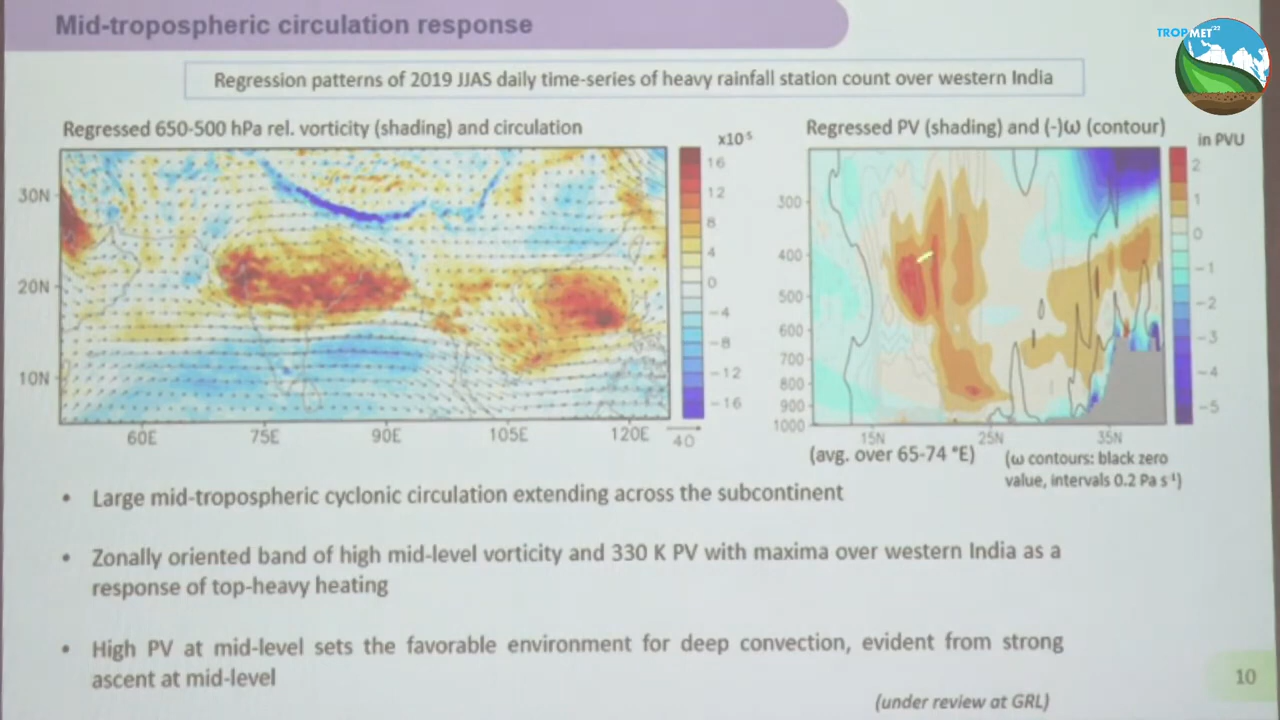 Mid-tropospheric circulation response
TROPMET'22
Regression patterns of 2019 JJAS daily time-series of heavy rainfall station count over western India
Regressed 650-500 hPa rel. vorticity (shading) and circulation
x10⁻⁵
16
12
8
4
0
−4
−8
−12
−16
40
30N
20N
10N
60E
75E
90E
105E
120E
Regressed PV (shading) and (-)ω (contour)
in PVU
2
1
0
−1
−2
−3
−4
−5
300
400
500
600
700
800
900
1000
15N
25N
35N
(avg. over 65-74 °E)
(ω contours: black zero
value, intervals 0.2 Pa s⁻¹)
• Large mid-tropospheric cyclonic circulation extending across the subcontinent
• Zonally oriented band of high mid-level vorticity and 330 K PV with maxima over western India as a
response of top-heavy heating
• High PV at mid-level sets the favorable environment for deep convection, evident from strong
ascent at mid-level
(under review at GRL)
10